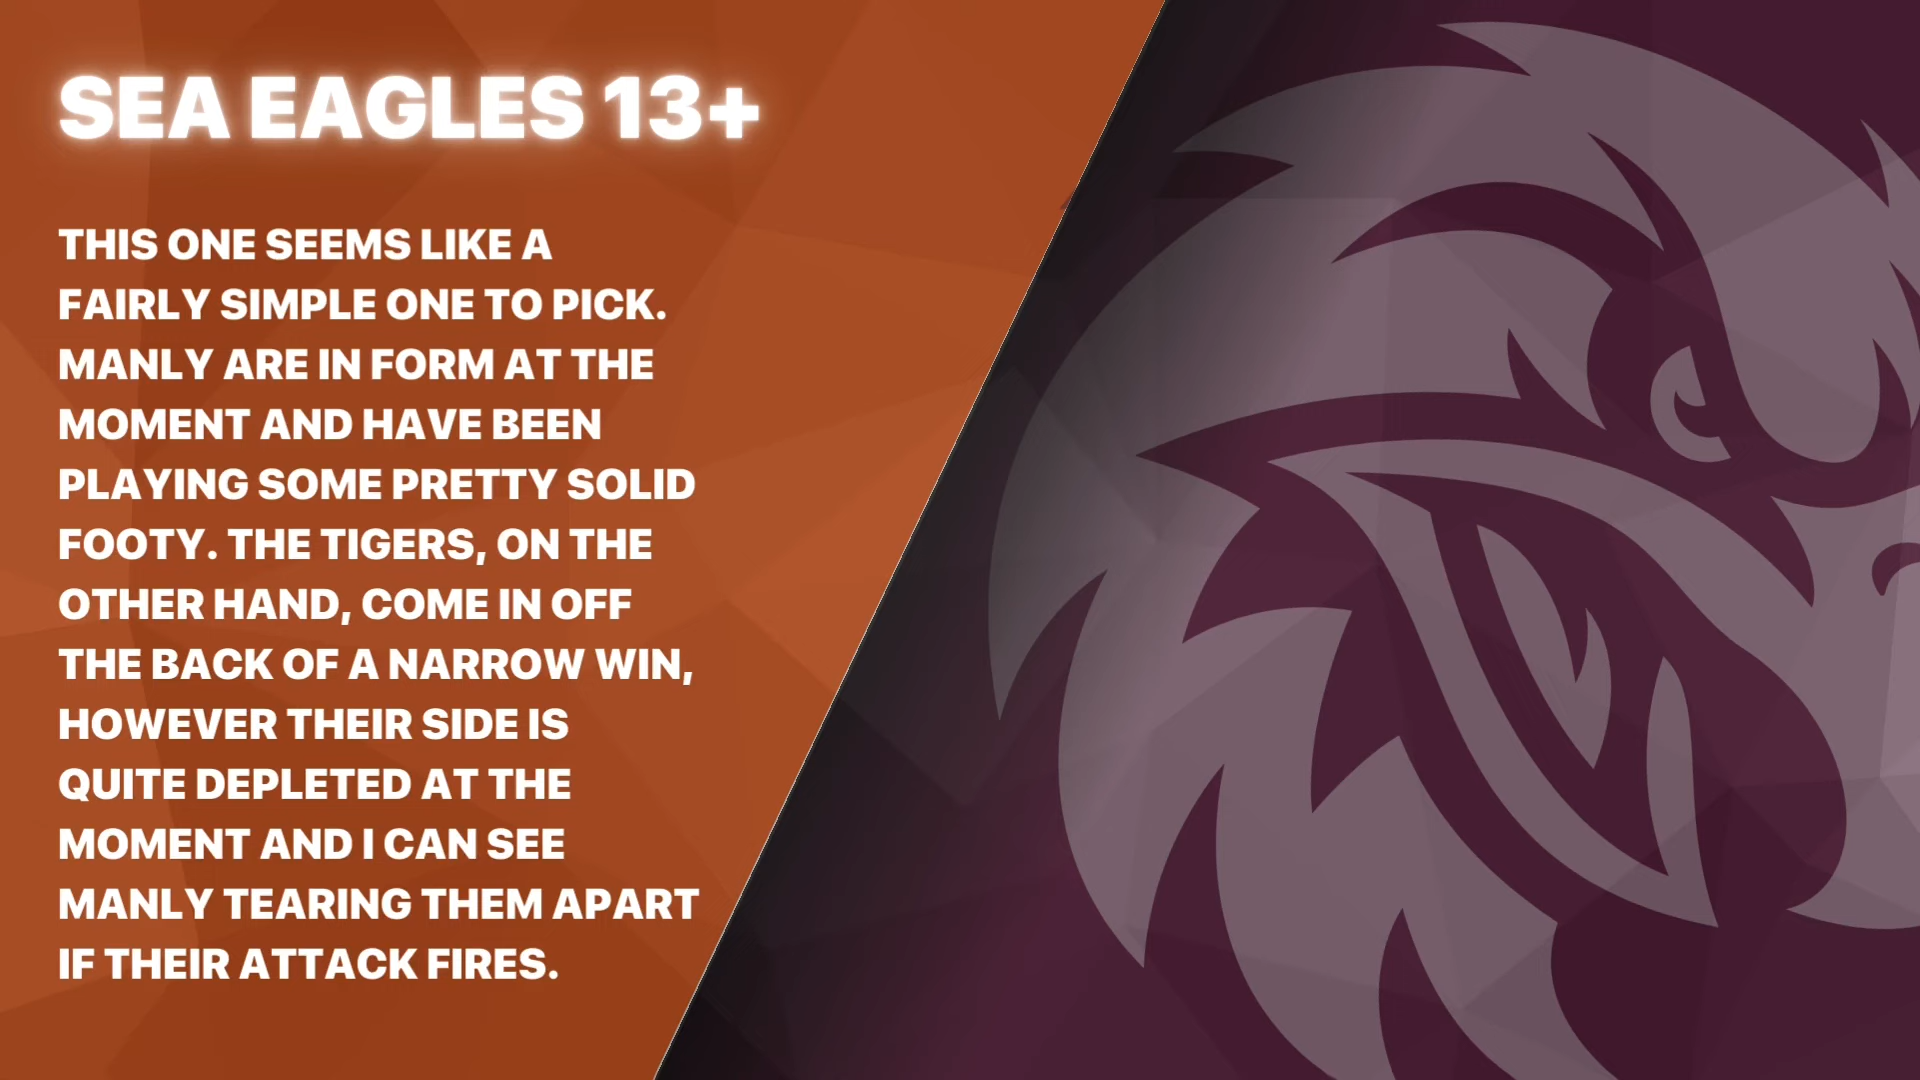 SEA EAGLES 13+
THIS ONE SEEMS LIKE A
FAIRLY SIMPLE ONE TO PICK.
MANLY ARE IN FORM AT THE
MOMENT AND HAVE BEEN
PLAYING SOME PRETTY SOLID
FOOTY. THE TIGERS, ON THE
OTHER HAND, COME IN OFF
THE BACK OF A NARROW WIN,
HOWEVER THEIR SIDE IS
QUITE DEPLETED AT THE
MOMENT AND I CAN SEE
MANLY TEARING THEM APART
IF THEIR ATTACK FIRES.